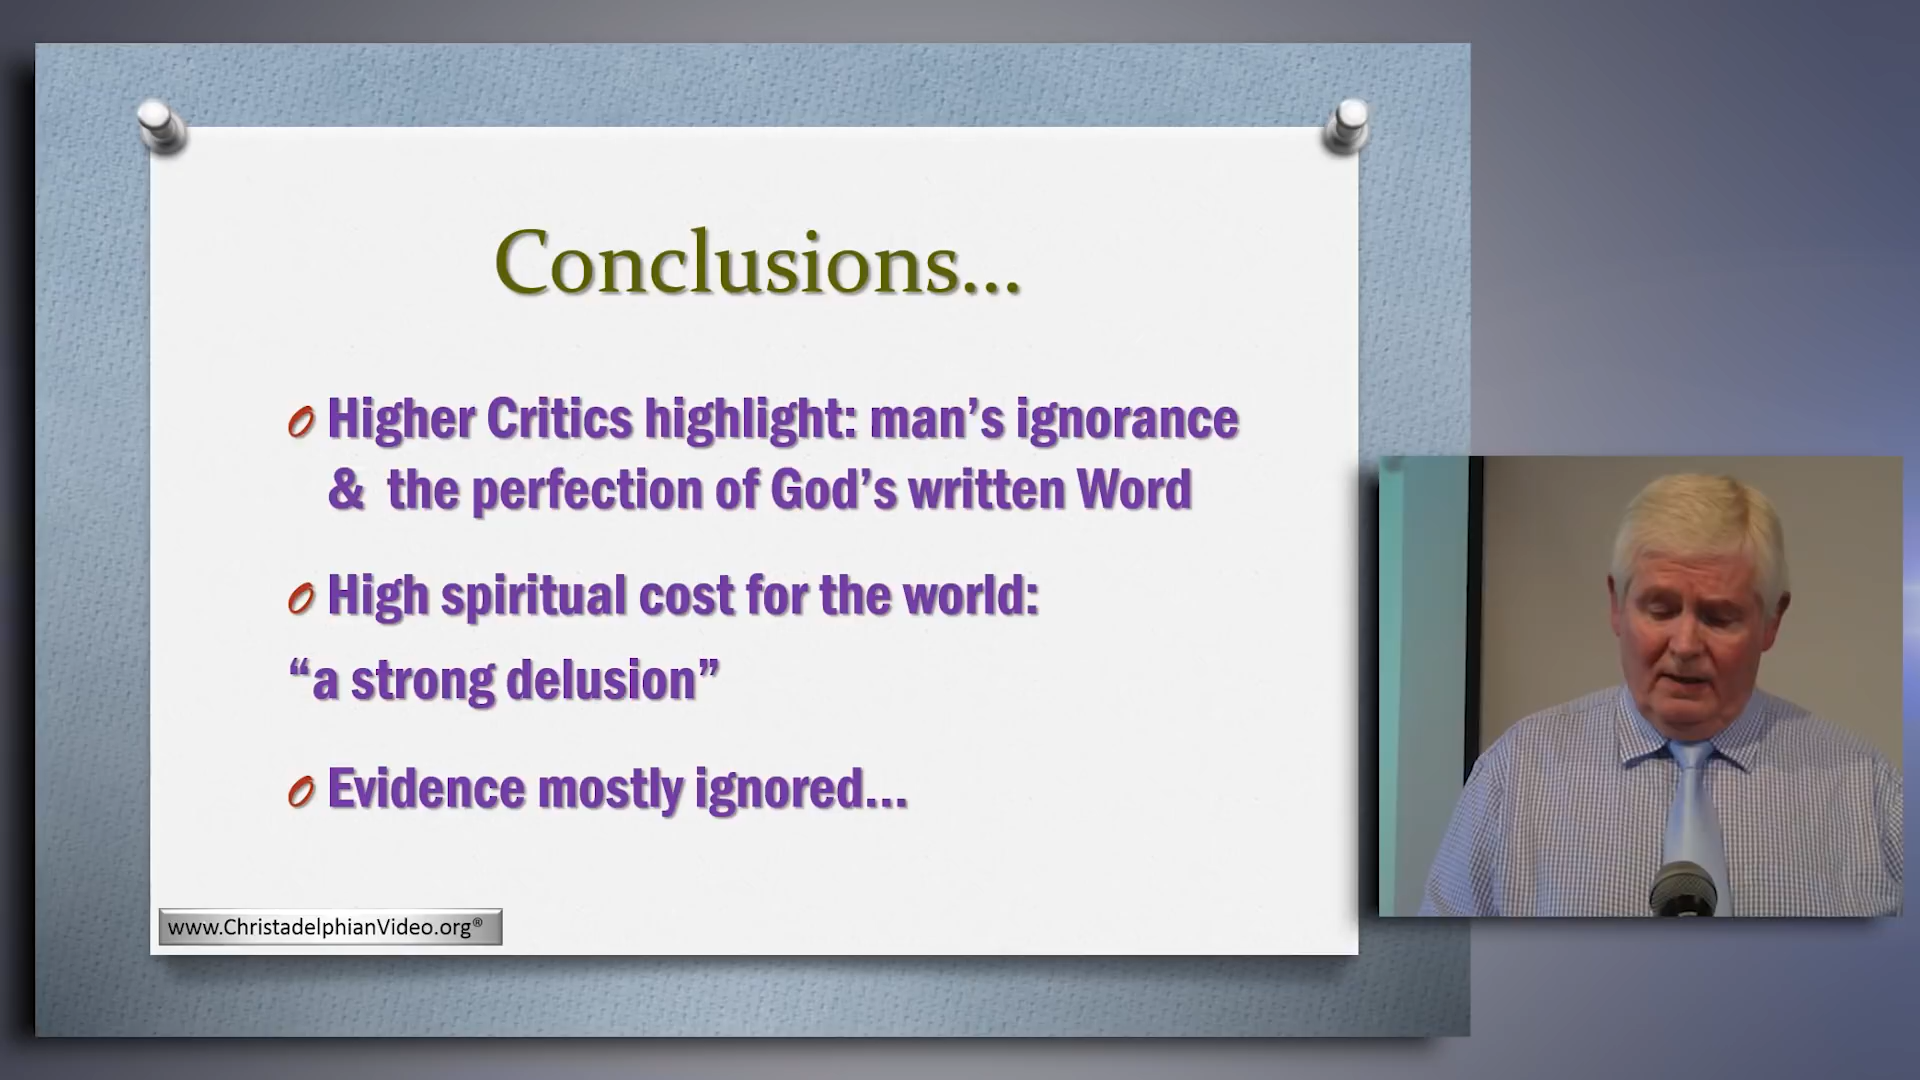 Conclusions...
Higher Critics highlight: man’s ignorance
& the perfection of God’s written Word
High spiritual cost for the world:
“a strong delusion”
Evidence mostly ignored...
www.ChristadelphianVideo.org®